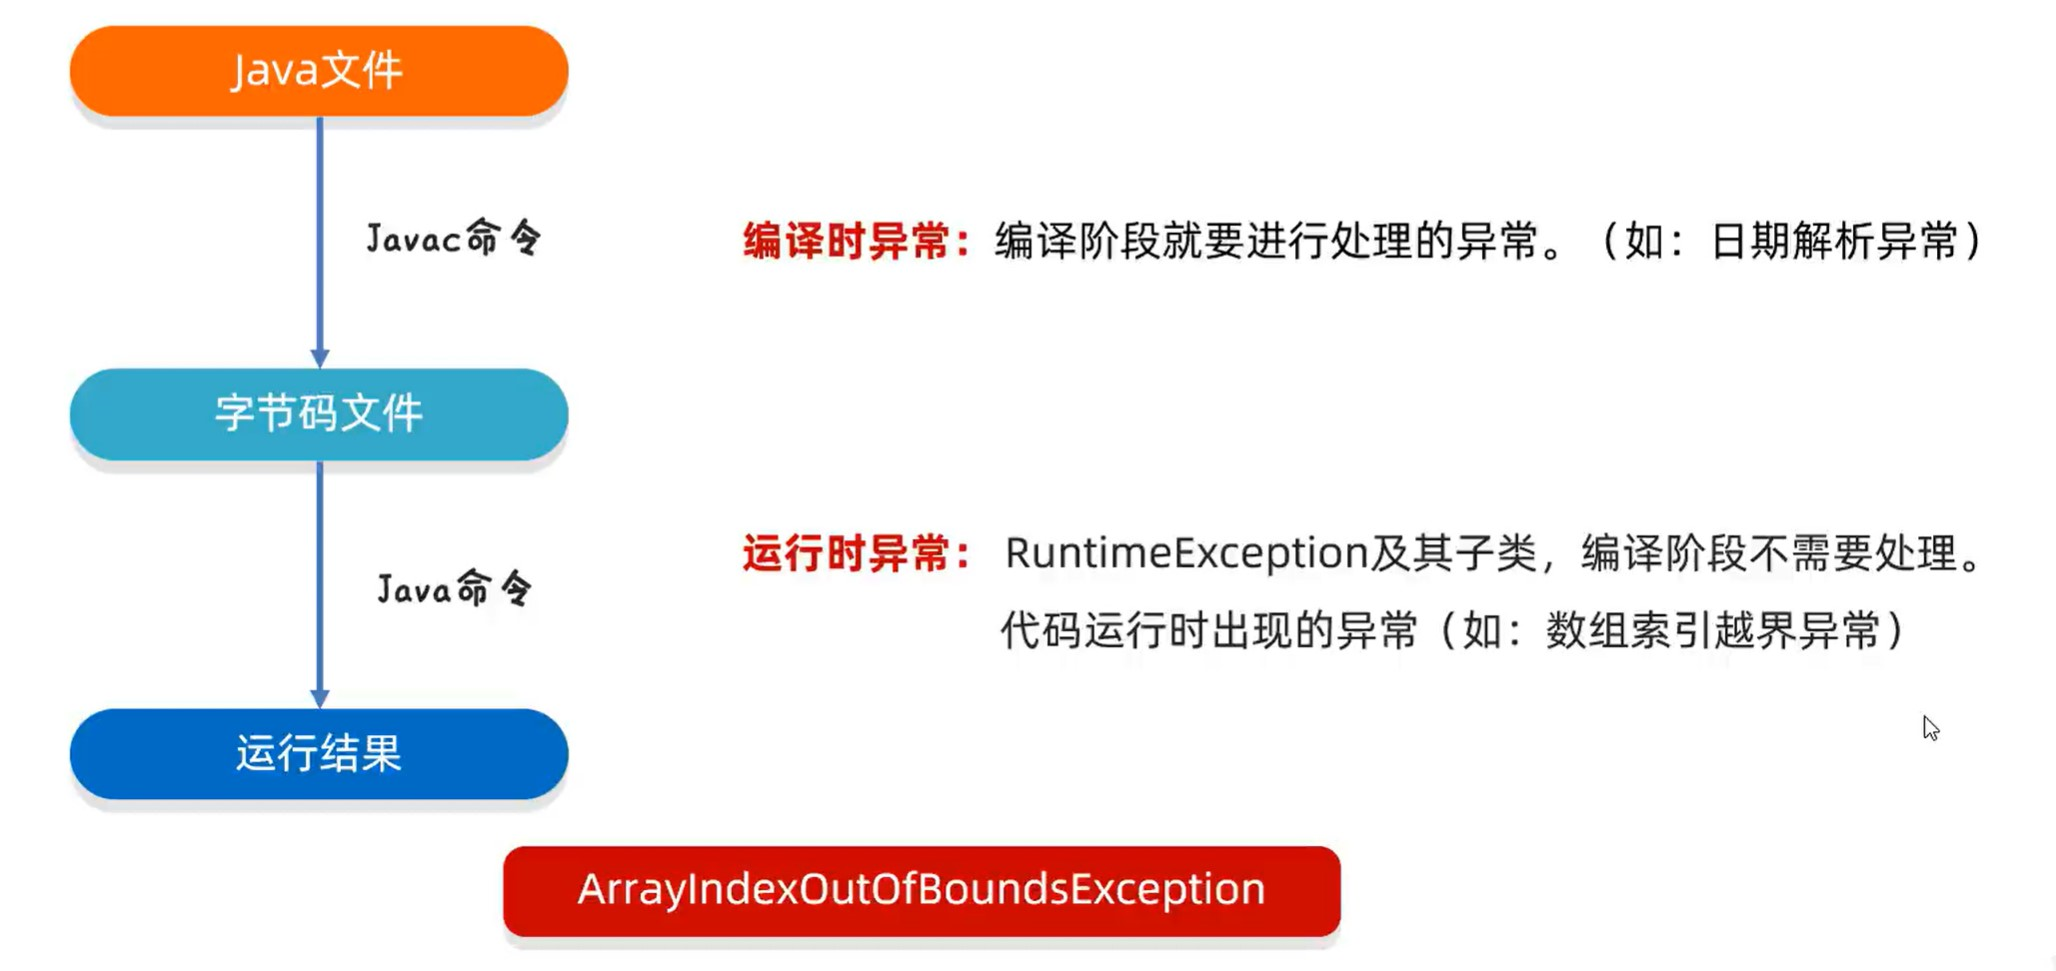 Java文件
Javac命令
编译时异常：编译阶段就要进行处理的异常。（如：日期解析异常）
字节码文件
运行时异常： RuntimeException及其子类，编译阶段不需要处理。
Java命令
代码运行时出现的异常（如：数组索引越界异常）
运行结果
ArrayIndexOutOfBoundsException